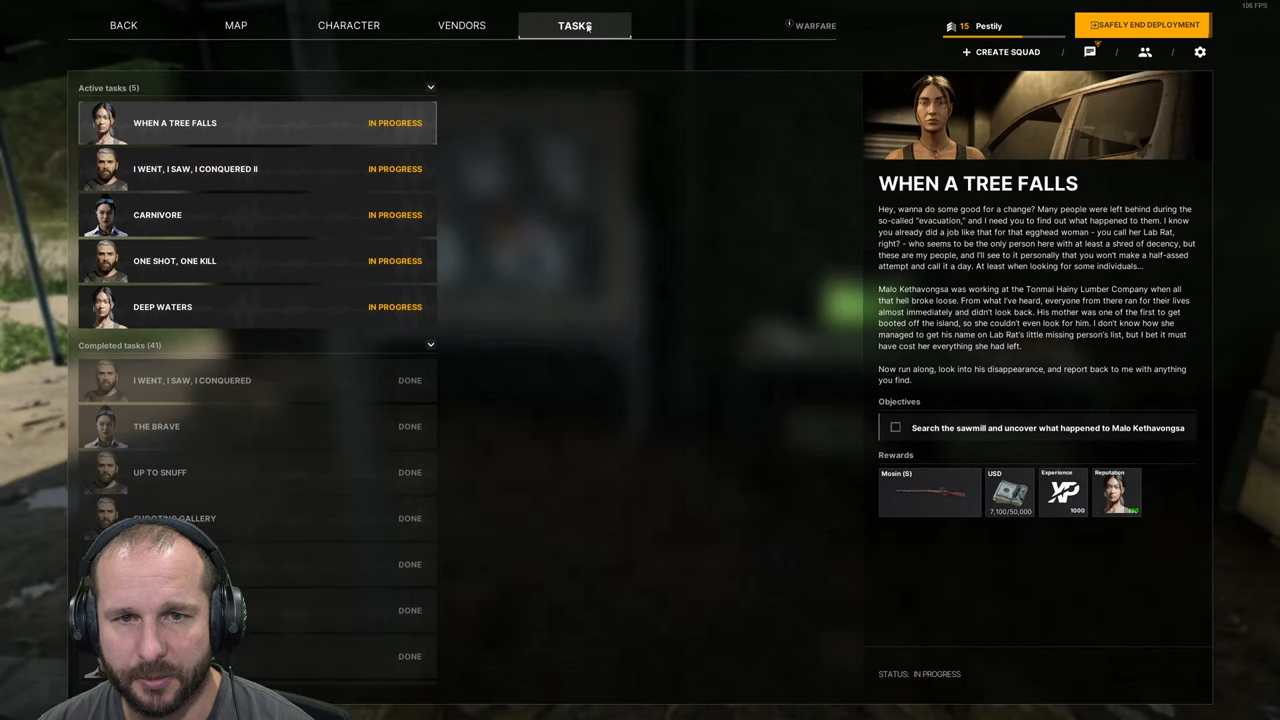 106 FPS
BACK
MAP
CHARACTER
VENDORS
TASKS
WARFARE
15 Pestily
SAFELY END DEPLOYMENT
+ CREATE SQUAD / / /
Active tasks (5)
WHEN A TREE FALLS IN PROGRESS
I WENT, I SAW, I CONQUERED II IN PROGRESS
CARNIVORE IN PROGRESS
ONE SHOT, ONE KILL IN PROGRESS
DEEP WATERS IN PROGRESS
Completed tasks (41)
I WENT, I SAW, I CONQUERED DONE
THE BRAVE DONE
UP TO SNUFF DONE
SHOOTING GALLERY DONE
DONE
DONE
DONE
WHEN A TREE FALLS
Hey, wanna do some good for a change? Many people were left behind during the
so-called "evacuation," and I need you to find out what happened to them. I know
you already did a job like that for that egghead woman - you call her Lab Rat,
right? - who seems to be the only person here with at least a shred of decency, but
these are my people, and I'll see to it personally that you won't make a half-assed
attempt and call it a day. At least when looking for some individuals...
Malo Kethavongsa was working at the Tonmai Hainy Lumber Company when all
that hell broke loose. From what I've heard, everyone from there ran for their lives
almost immediately and didn't look back. His mother was one of the first to get
booted off the island, so she couldn't even look for him. I don't know how she
managed to get his name on Lab Rat's little missing person's list, but I bet it must
have cost her everything she had left.
Now run along, look into his disappearance, and report back to me with anything
you find.
Objectives
Search the sawmill and uncover what happened to Malo Kethavongsa
Rewards
Mosin (S)
USD
7,100/50,000
Experience
XP
1000
Reputation
STATUS: IN PROGRESS